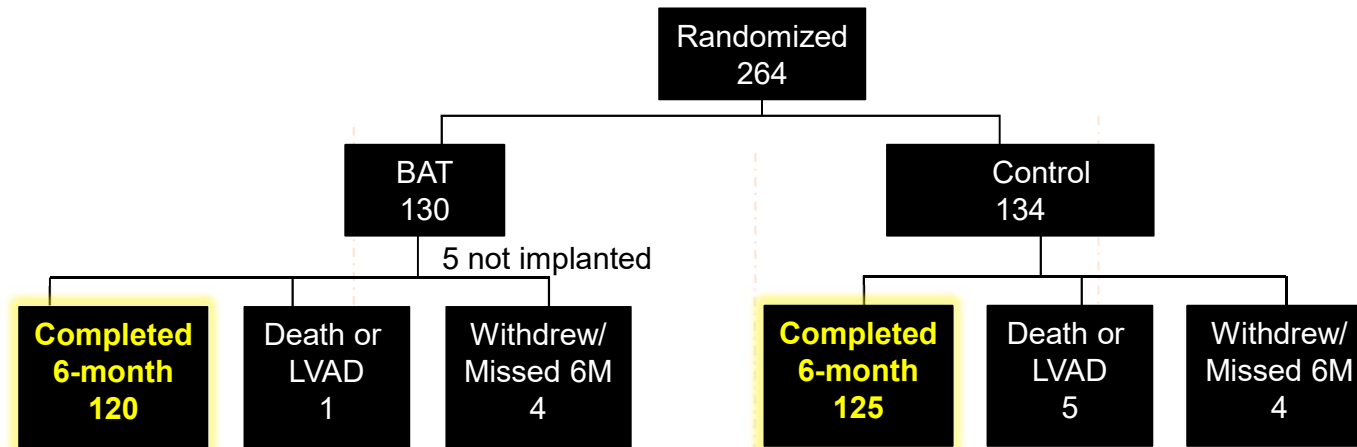 Randomized
264
BAT
130
Control
134
5 not implanted
Completed
6-month
120
Death or
LVAD
1
Withdrew/
Missed 6M
4
Completed
6-month
125
Death or
LVAD
5
Withdrew/
Missed 6M
4